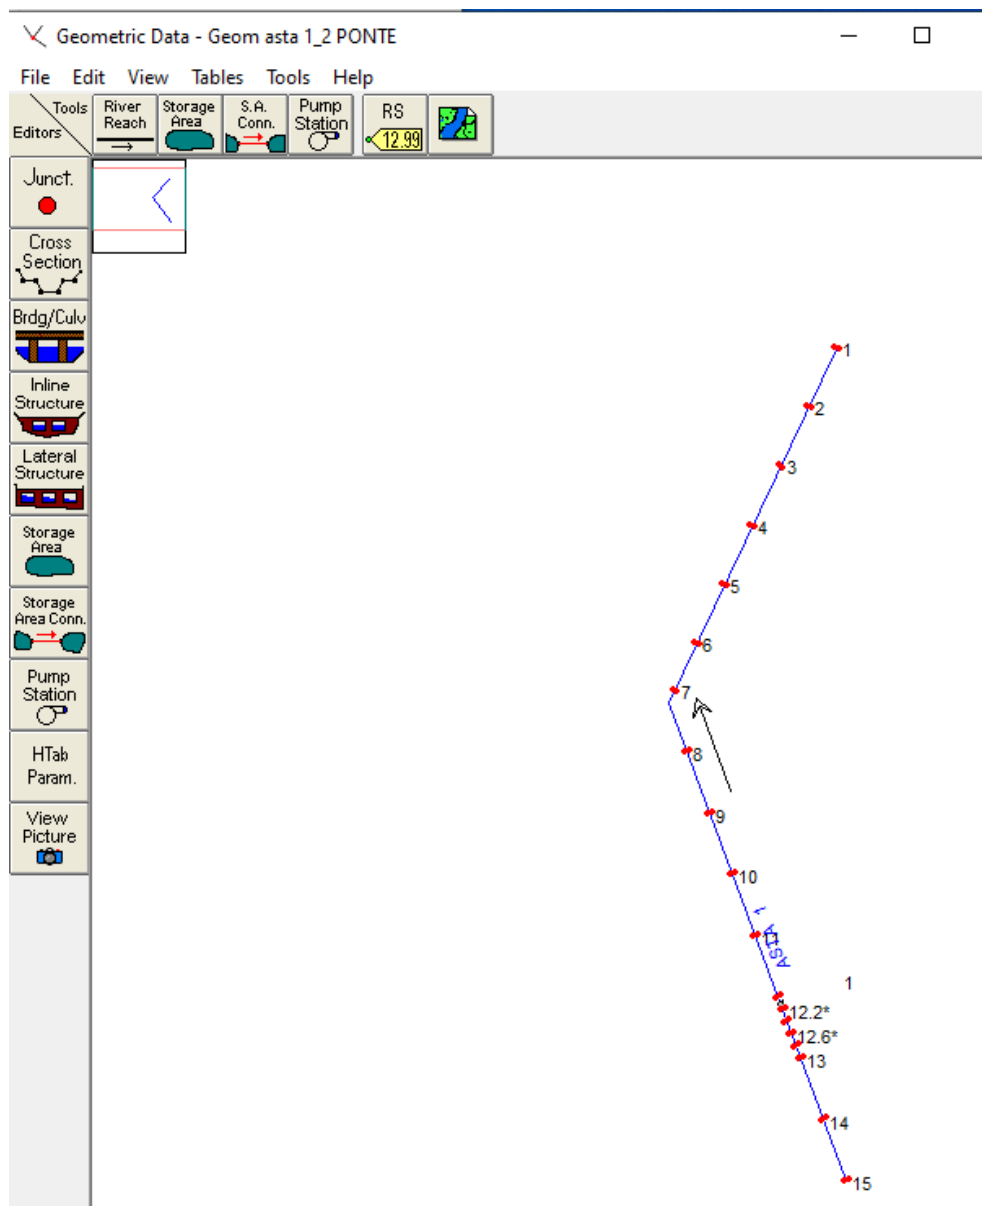 Geometric Data - Geom asta 1_2 PONTE
File Edit View Tables Tools Help
Tools
Editors
River
Reach
Storage
Area
S.A.
Conn.
Pump
Station
RS
12.99
Junct.
Cross
Section
Brdg/Culv
Inline
Structure
Lateral
Structure
Storage
Area
Storage
Area Conn.
Pump
Station
HTab
Param.
View
Picture
1
2
3
4
5
6
7
8
9
10
11
ASTA 1
1
12.2*
12.6*
13
14
15